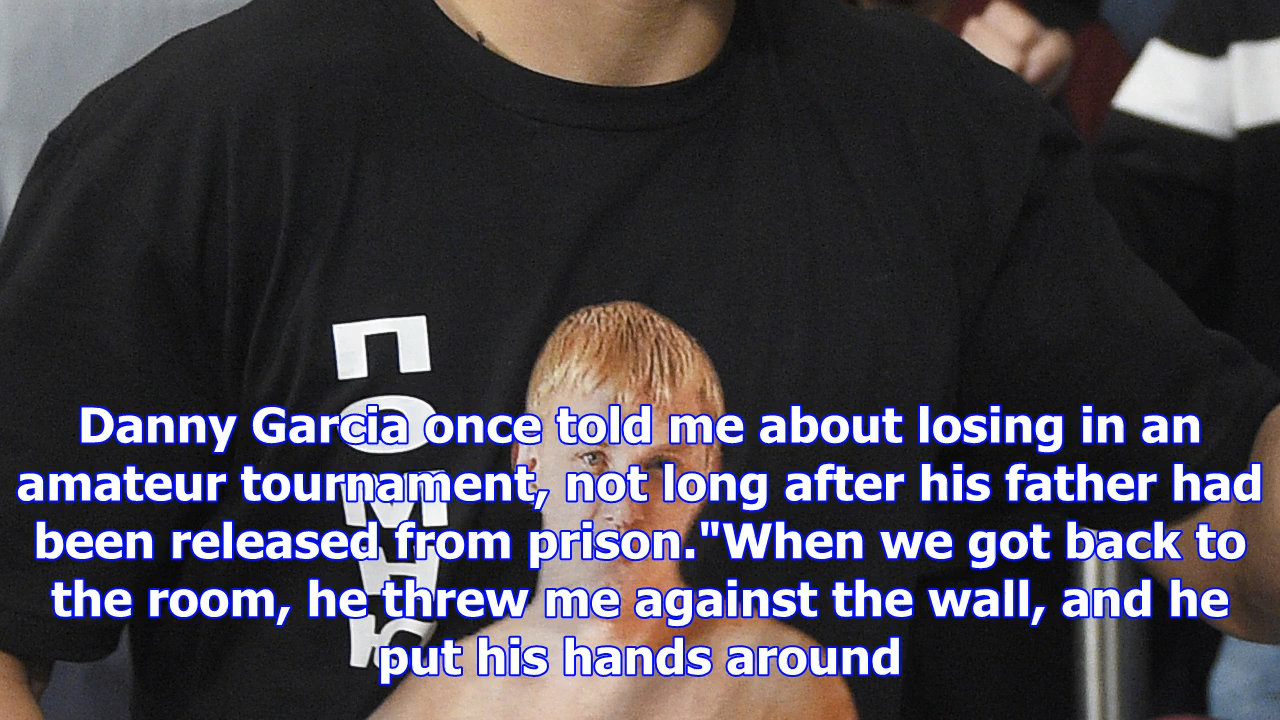 Danny Garcia once told me about losing in an
amateur tournament, not long after his father had
been released from prison."When we got back to
the room, he threw me against the wall, and he
put his hands around